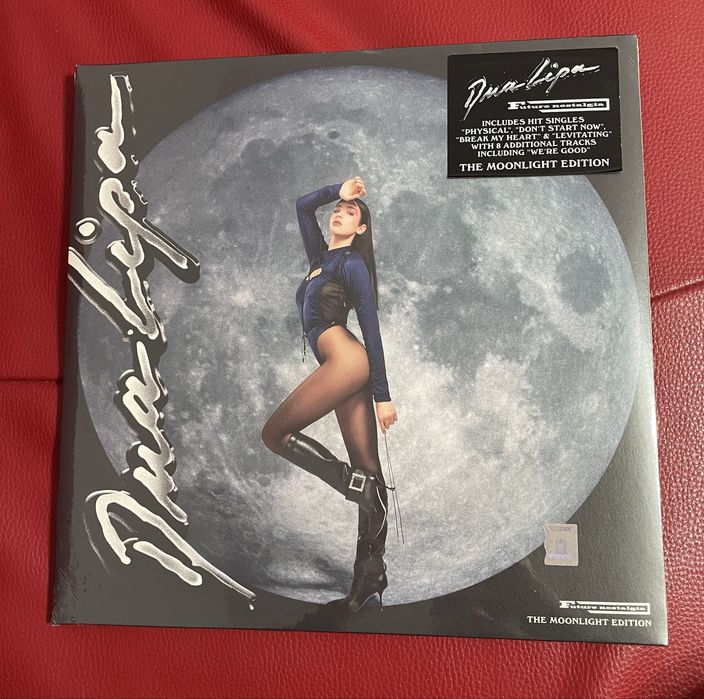 Dua Lipa
Dua Lipa
Future nostalgia
INCLUDES HIT SINGLES
"PHYSICAL", "DON'T START NOW",
"BREAK MY HEART" & "LEVITATING"
WITH 8 ADDITIONAL TRACKS
INCLUDING "WE'RE GOOD"
THE MOONLIGHT EDITION
Future nostalgia
THE MOONLIGHT EDITION